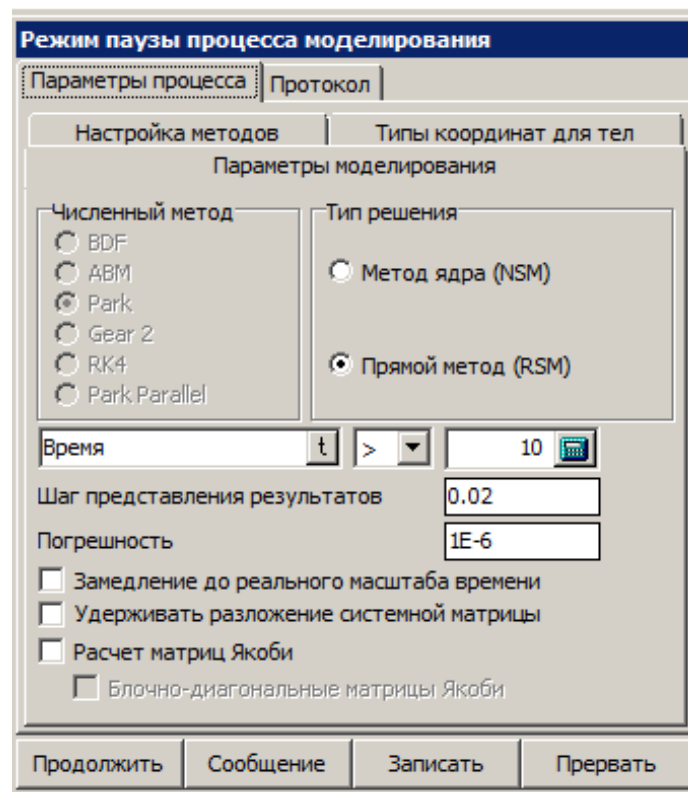 Режим паузы процесса моделирования
Параметры процесса Протокол
Настройка методов Типы координат для тел
Параметры моделирования
Численный метод Тип решения
BDF
ABM Метод ядра (NSM)
Park
Gear 2
RK4 Прямой метод (RSM)
Park Parallel
Время t > 10
Шаг представления результатов 0.02
Погрешность 1E-6
Замедление до реального масштаба времени
Удерживать разложение системной матрицы
Расчет матриц Якоби
Блочно-диагональные матрицы Якоби
Продолжить Сообщение Записать Прервать